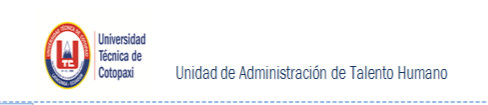 Universidad
Técnica de
Cotopaxi
Unidad de Administración de Talento Humano